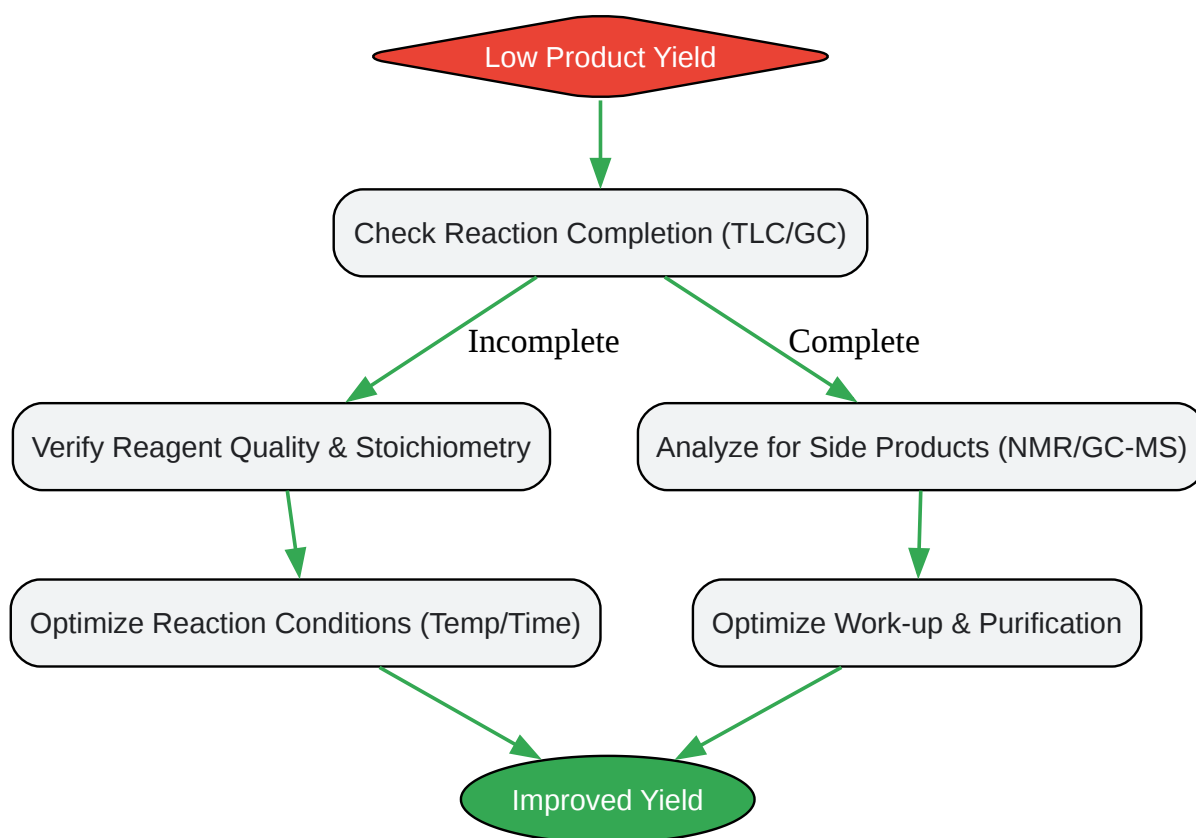 Low Product Yield
Check Reaction Completion (TLC/GC)
Incomplete
Complete
Verify Reagent Quality & Stoichiometry
Analyze for Side Products (NMR/GC-MS)
Optimize Reaction Conditions (Temp/Time)
Optimize Work-up & Purification
Improved Yield